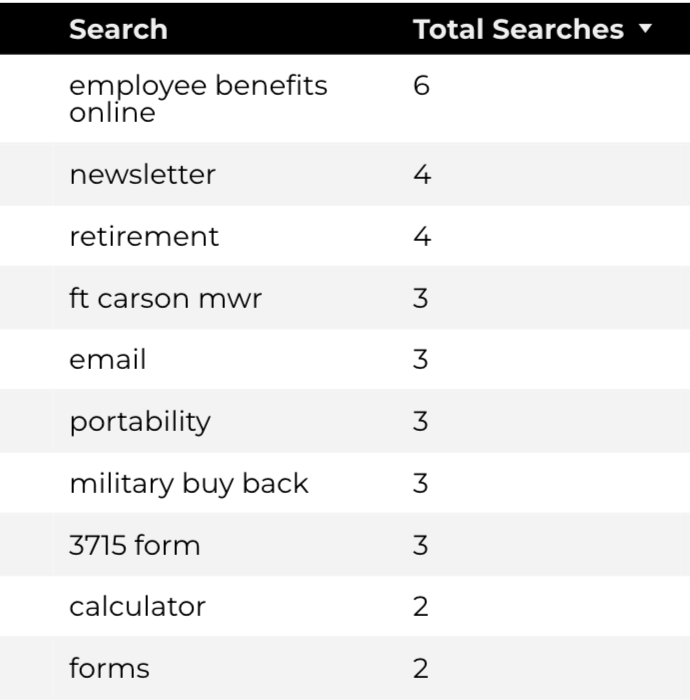 Search Total Searches
employee benefits 6
online
newsletter 4
retirement 4
ft carson mwr 3
email 3
portability 3
military buy back 3
3715 form 3
calculator 2
forms 2